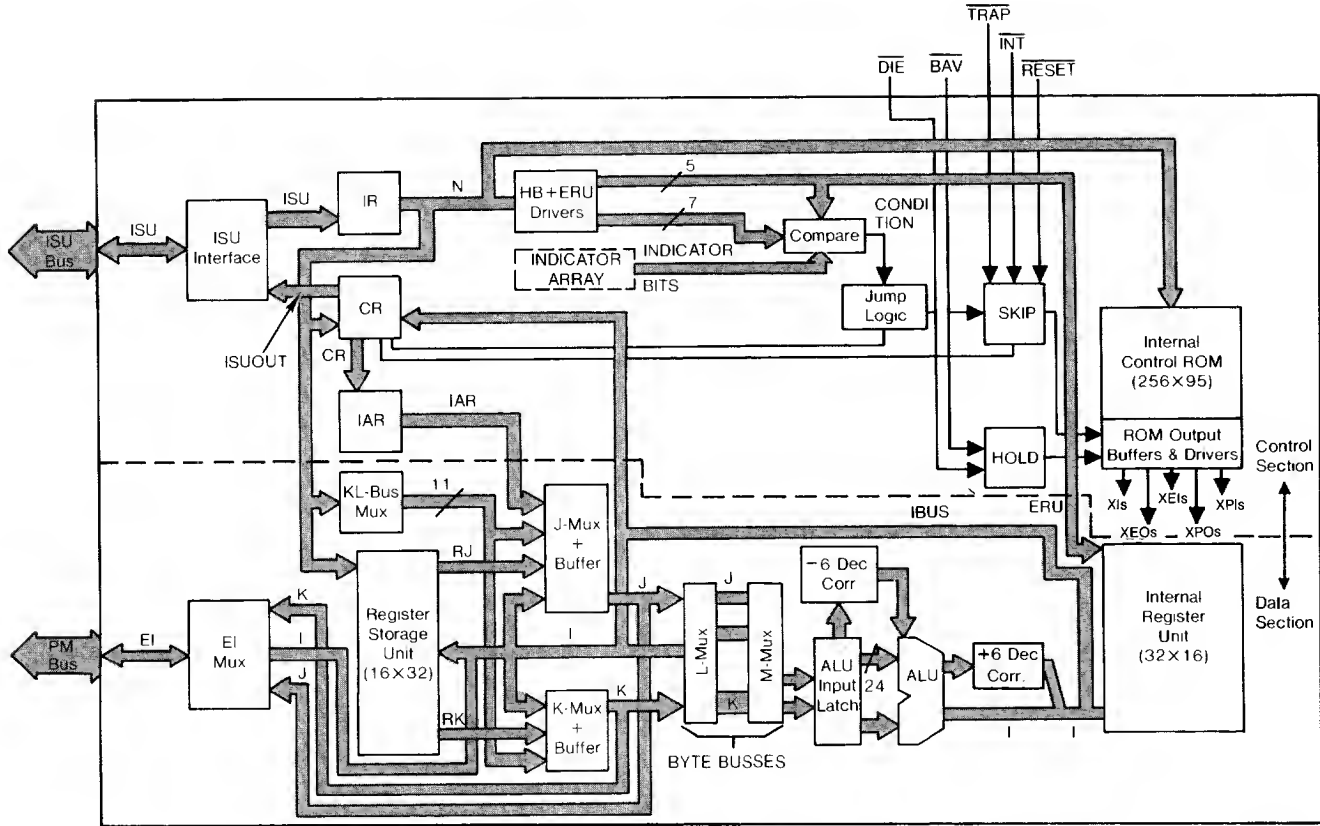 TRAP
INT
DIE
BAV
RESET
5
ISU
IR
N
HB+ERU
Drivers
7
CONDI
TION
Compare
ISU
Bus
ISU
ISU
Interface
INDICATOR
ARRAY
INDICATOR
BITS
Jump
Logic
SKIP
CR
ISUOUT
CR
Internal
Control ROM
(256×95)
IAR
IAR
ROM Output
Buffers & Drivers
HOLD
Control
Section
XIs
XEIs
XPIs
XEOs
XPOs
KL-Bus
Mux
11
J-Mux
+
Buffer
IBUS
ERU
RJ
−6 Dec
Corr.
Data
Section
Internal
Register
Unit
(32×16)
Register
Storage
Unit
(16×32)
J
J
L-Mux
M-Mux
K
I
J
I
PM
Bus
EI
EI
Mux
ALU
Input
Latch
24
ALU
+6 Dec
Corr.
RK
K-Mux
+
Buffer
K
K
BYTE BUSSES
I
I